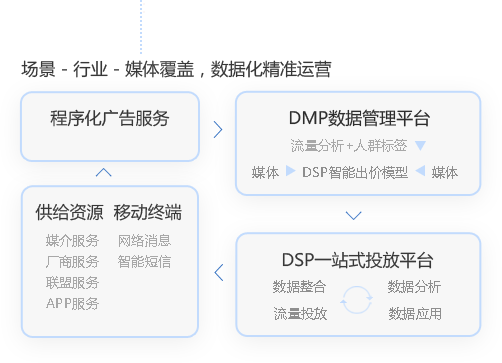 场景 - 行业 - 媒体覆盖，数据化精准运营
程序化广告服务
DMP数据管理平台
流量分析+人群标签
媒体 DSP智能出价模型 媒体
供给资源 移动终端
媒介服务 网络消息
厂商服务 智能短信
联盟服务
APP服务
DSP一站式投放平台
数据整合 数据分析
流量投放 数据应用